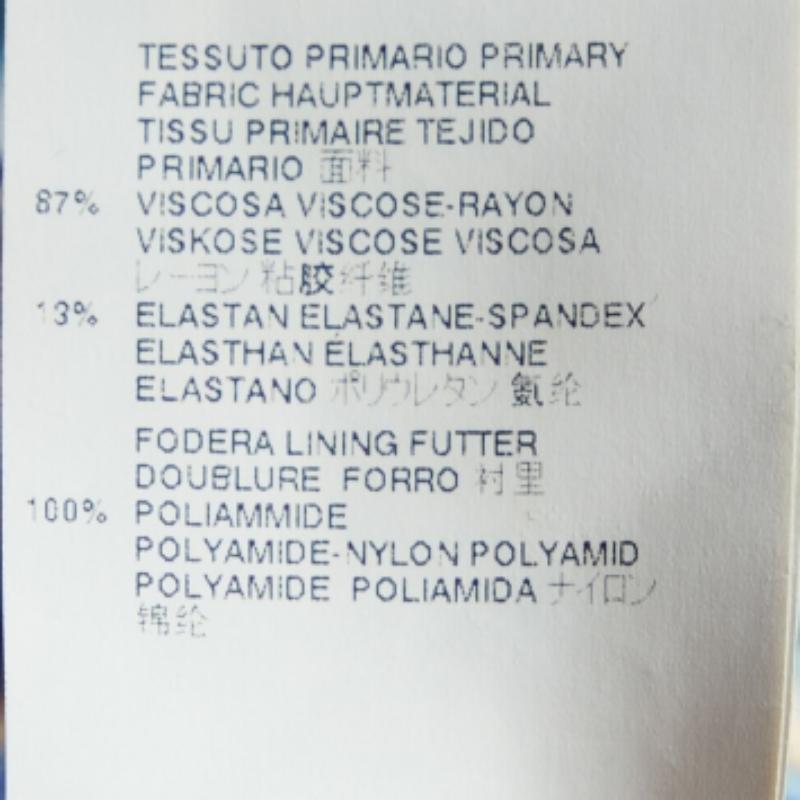 TESSUTO PRIMARIO PRIMARY
FABRIC HAUPTMATERIAL
TISSU PRIMAIRE TEJIDO
PRIMARIO 面料
87% VISCOSA VISCOSE-RAYON
VISKOSE VISCOSE VISCOSA
レーヨン 粘胶纤维
13% ELASTAN ELASTANE-SPANDEX
ELASTHAN ÉLASTHANNE
ELASTANO ポリウレタン 氨纶
FODERA LINING FUTTER
DOUBLURE FORRO 衬里
100% POLIAMMIDE
POLYAMIDE-NYLON POLYAMID
POLYAMIDE POLIAMIDA ナイロン
锦纶